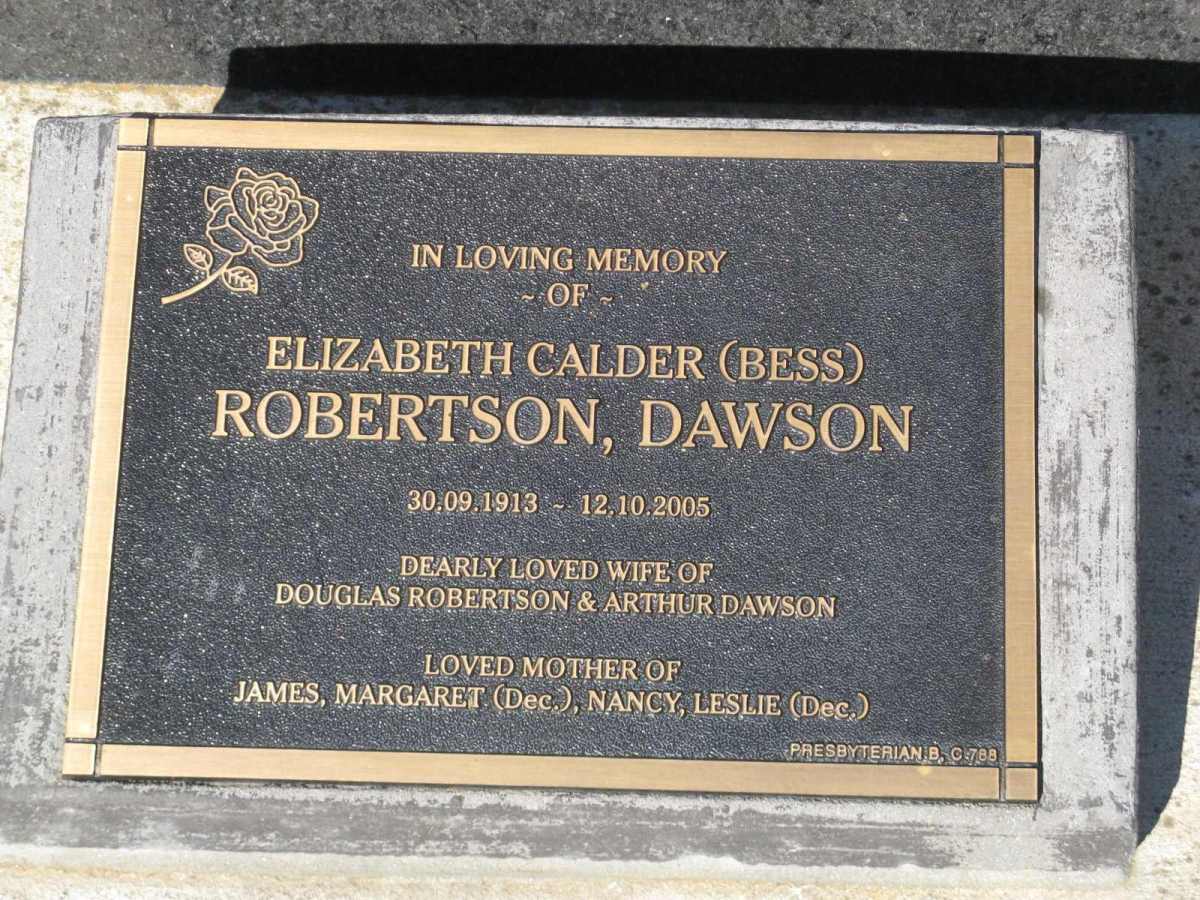 IN LOVING MEMORY
~ OF ~
ELIZABETH CALDER (BESS)
ROBERTSON, DAWSON
30.09.1913 ~ 12.10.2005
DEARLY LOVED WIFE OF
DOUGLAS ROBERTSON & ARTHUR DAWSON
LOVED MOTHER OF
JAMES, MARGARET (Dec.), NANCY, LESLIE (Dec.)
PRESBYTERIAN.B, C.788